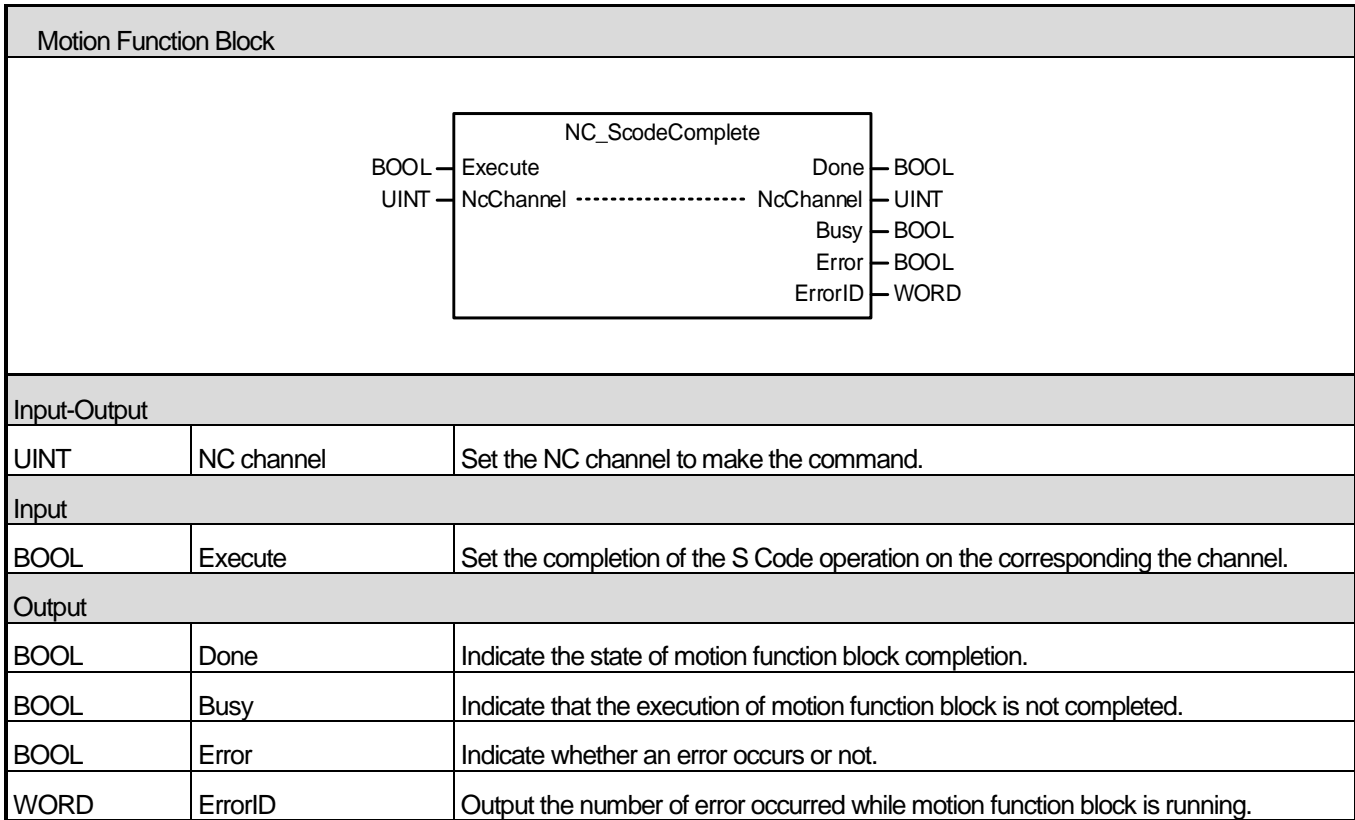 Motion Function Block
NC_ScodeComplete
BOOL Execute Done BOOL
UINT NcChannel NcChannel UINT
Busy BOOL
Error BOOL
ErrorID WORD
Input-Output
UINT NC channel Set the NC channel to make the command.
Input
BOOL Execute Set the completion of the S Code operation on the corresponding the channel.
Output
BOOL Done Indicate the state of motion function block completion.
BOOL Busy Indicate that the execution of motion function block is not completed.
BOOL Error Indicate whether an error occurs or not.
WORD ErrorID Output the number of error occurred while motion function block is running.